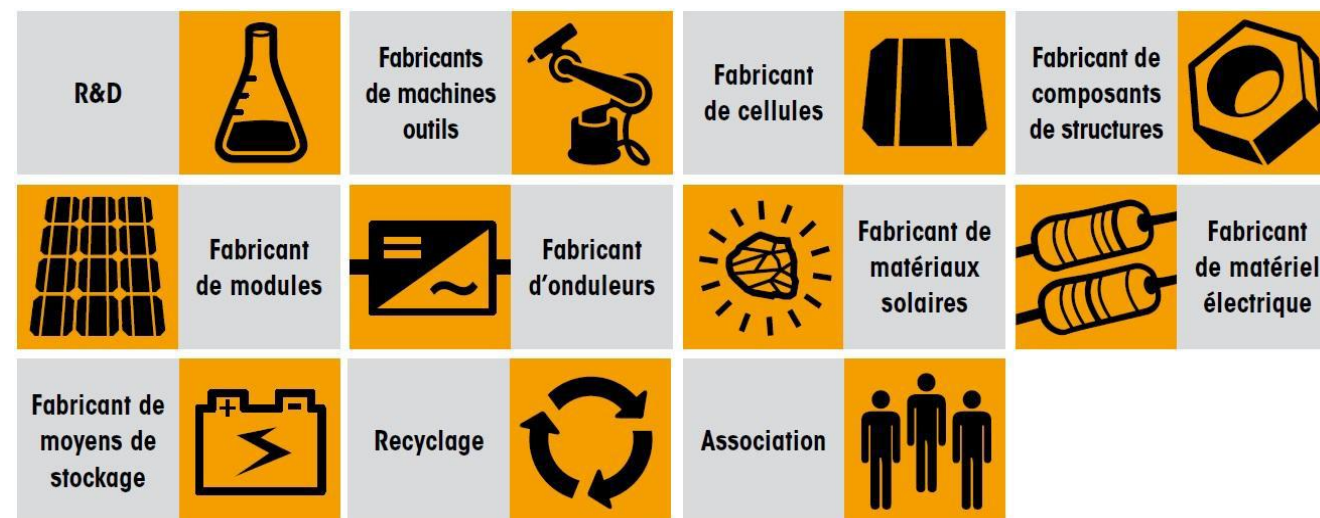 R&D
Fabricants
de machines
outils
Fabricant
de cellules
Fabricant de
composants
de structures
Fabricant
de modules
Fabricant
d’onduleurs
Fabricant de
matériaux
solaires
Fabricant
de matériel
électrique
Fabricant de
moyens de
stockage
Recyclage
Association